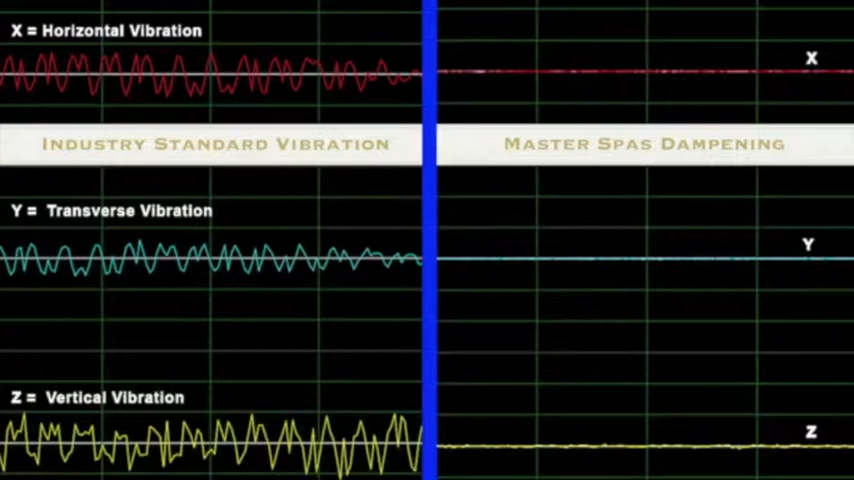 X = Horizontal Vibration
X
INDUSTRY STANDARD VIBRATION
MASTER SPAS DAMPENING
Y = Transverse Vibration
Y
Z = Vertical Vibration
Z